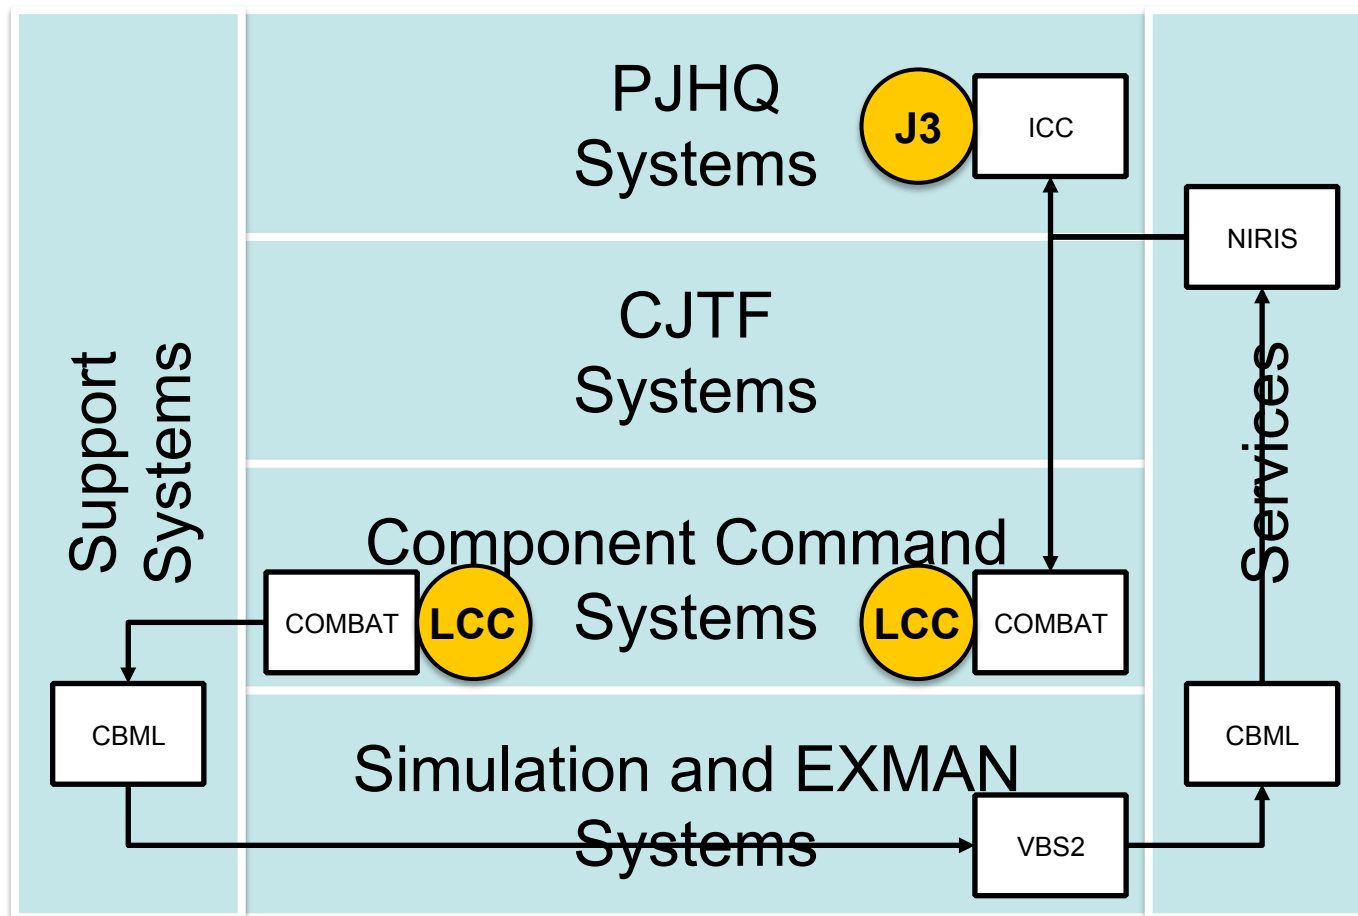 PJHQ
Systems
J3
ICC
NIRIS
CJTF
Systems
Support
Systems
Services
Component Command
Systems
COMBAT
LCC
LCC
COMBAT
CBML
CBML
Simulation and EXMAN
Systems
VBS2